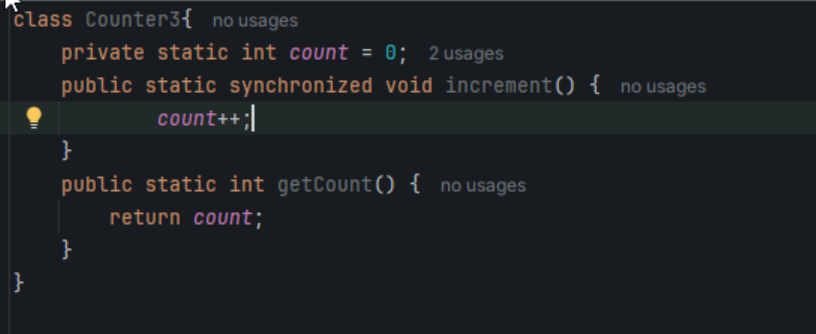 class Counter3{ no usages
private static int count = 0; 2 usages
public static synchronized void increment() { no usages
count++;
}
public static int getCount() { no usages
return count;
}
}